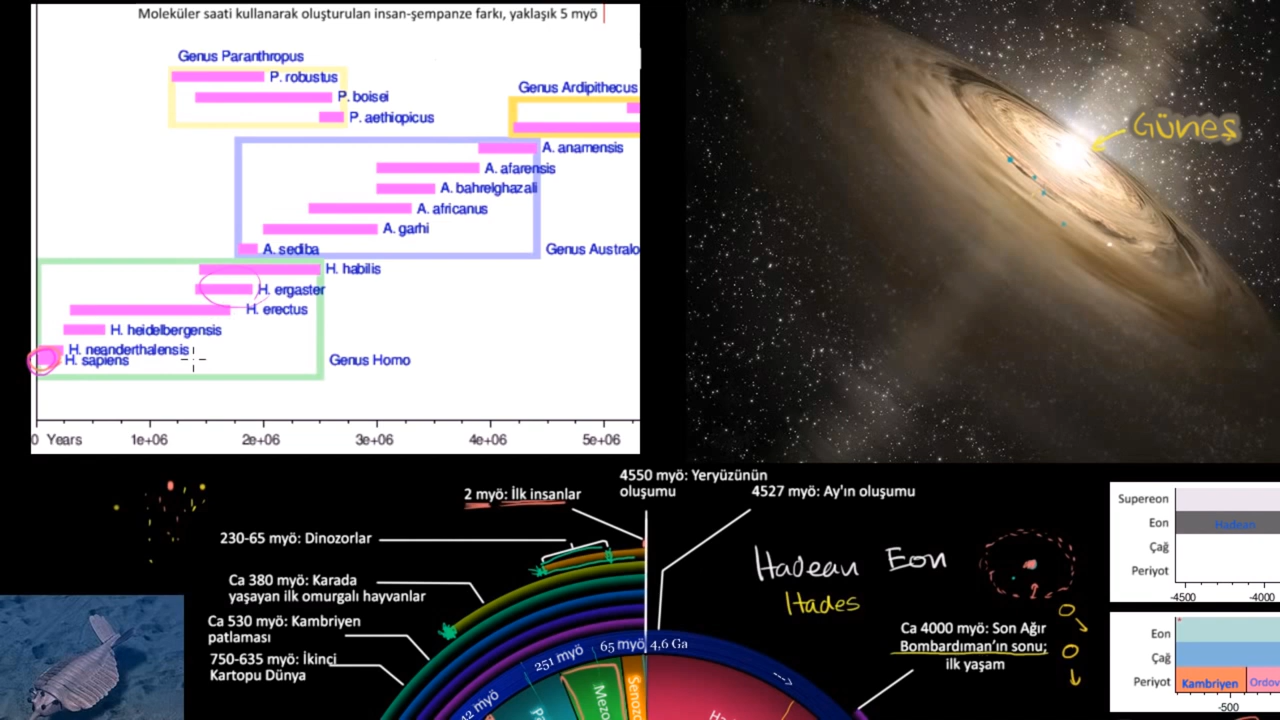 Moleküler saati kullanarak oluşturulan insan-şempanze farkı, yaklaşık 5 myö
Genus Paranthropus
P. robustus
P. boisei
P. aethiopicus
Genus Ardipithecus
A. anamensis
A. afarensis
A. bahrelghazali
A. africanus
A. garhi
A. sediba
Genus Australo
H. habilis
H. ergaster
H. erectus
H. heidelbergensis
H. neanderthalensis
H. sapiens
Genus Homo
0 Years 1e+06 2e+06 3e+06 4e+06 5e+06
Güneş
4550 myö: Yeryüzünün
oluşumu
4527 myö: Ay'ın oluşumu
2 myö: İlk insanlar
230-65 myö: Dinozorlar
Ca 380 myö: Karada
yaşayan ilk omurgalı hayvanlar
Ca 530 myö: Kambriyen
patlaması
750-635 myö: İkinci
Kartopu Dünya
Hadean Eon
Hades
Ca 4000 myö: Son Ağır
Bombardıman'ın sonu;
ilk yaşam
251 myö
65 myö
4,6 Ga
Supereon
Eon
Hadean
Çağ
Periyot
-4500 -4000
Eon
Çağ
Periyot
Kambriyen
Ordov
-500